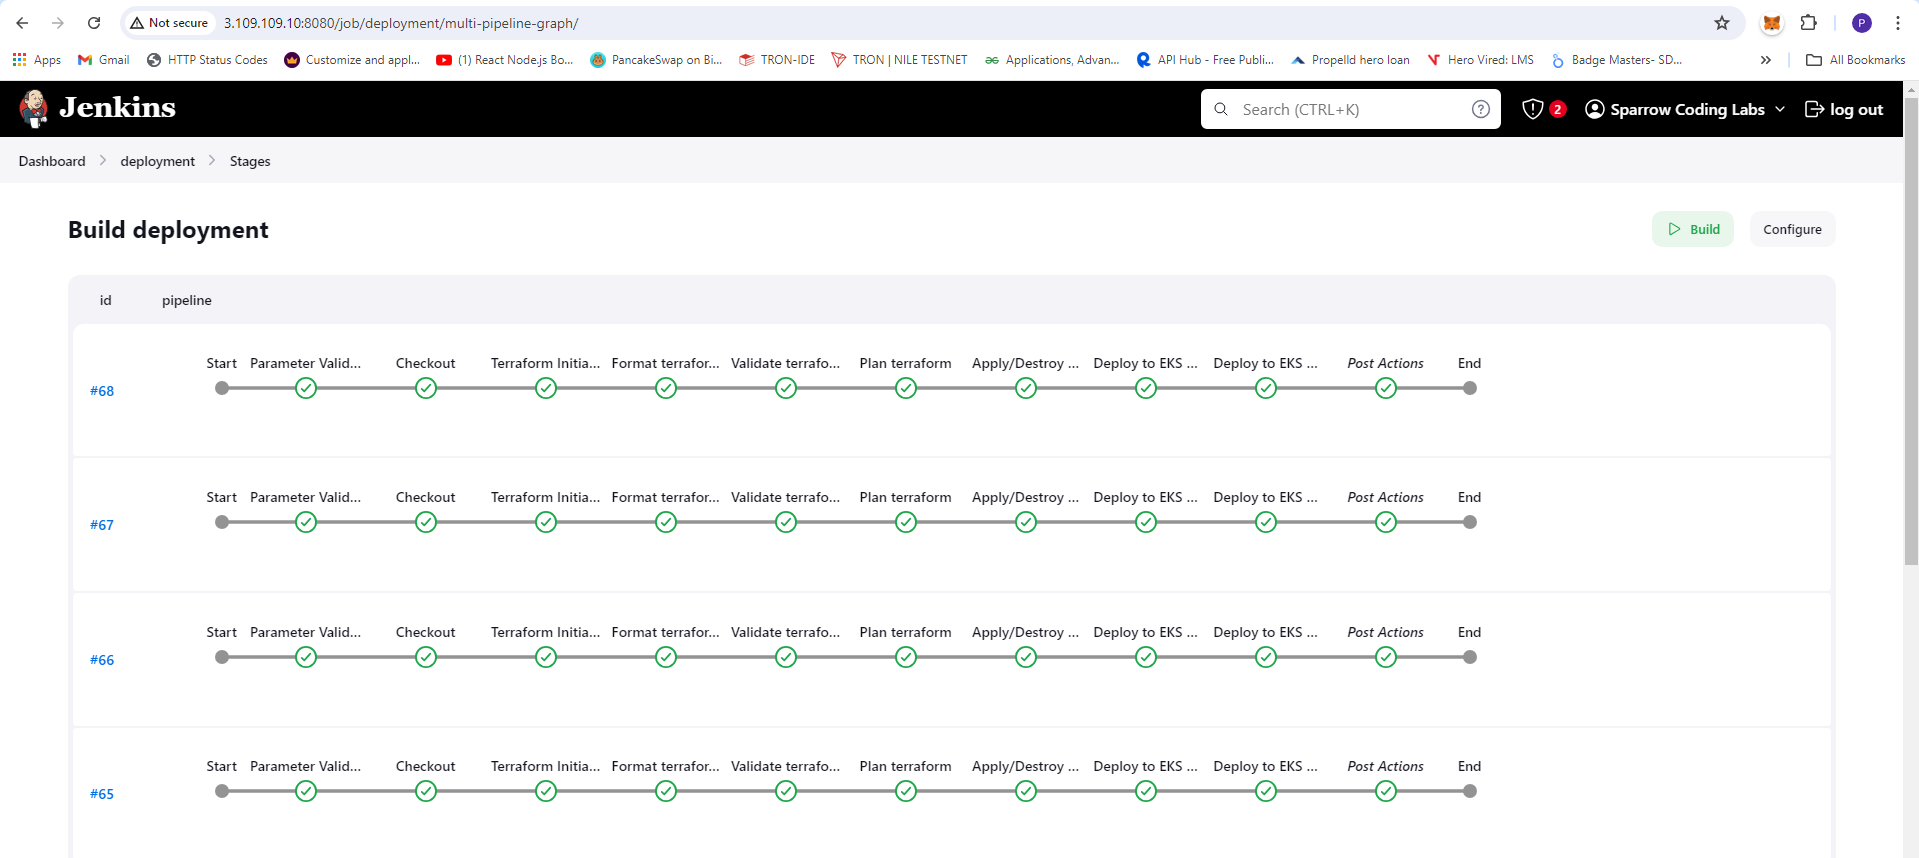 Not secure 3.109.109.10:8080/job/deployment/multi-pipeline-graph/ P
Apps Gmail HTTP Status Codes Customize and appl... (1) React Node.js Bo... PancakeSwap on Bi... TRON-IDE TRON | NILE TESTNET Applications, Advan... API Hub - Free Publi... Propelld hero loan Hero Vired: LMS Badge Masters- SD... » All Bookmarks
Jenkins Search (CTRL+K) ? 2 Sparrow Coding Labs log out
Dashboard deployment Stages
Build deployment Build Configure
id pipeline
Start Parameter Valid... Checkout Terraform Initia... Format terrafor... Validate terrafo... Plan terraform Apply/Destroy ... Deploy to EKS ... Deploy to EKS ... Post Actions End
#68
Start Parameter Valid... Checkout Terraform Initia... Format terrafor... Validate terrafo... Plan terraform Apply/Destroy ... Deploy to EKS ... Deploy to EKS ... Post Actions End
#67
Start Parameter Valid... Checkout Terraform Initia... Format terrafor... Validate terrafo... Plan terraform Apply/Destroy ... Deploy to EKS ... Deploy to EKS ... Post Actions End
#66
Start Parameter Valid... Checkout Terraform Initia... Format terrafor... Validate terrafo... Plan terraform Apply/Destroy ... Deploy to EKS ... Deploy to EKS ... Post Actions End
#65